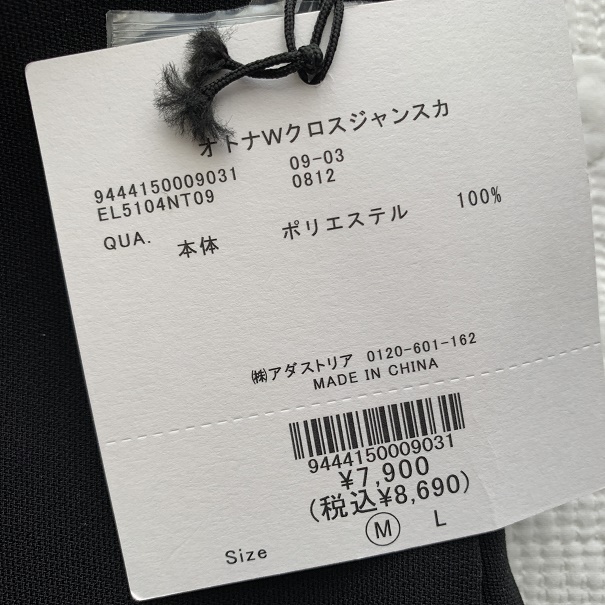 オトナWクロスジャンスカ
9444150009031 09-03
EL5104NT09 0812
QUA. 本体 ポリエステル 100%
㈱アダストリア 0120-601-162
MADE IN CHINA
9444150009031
¥7,900
(税込¥8,690)
Size M L